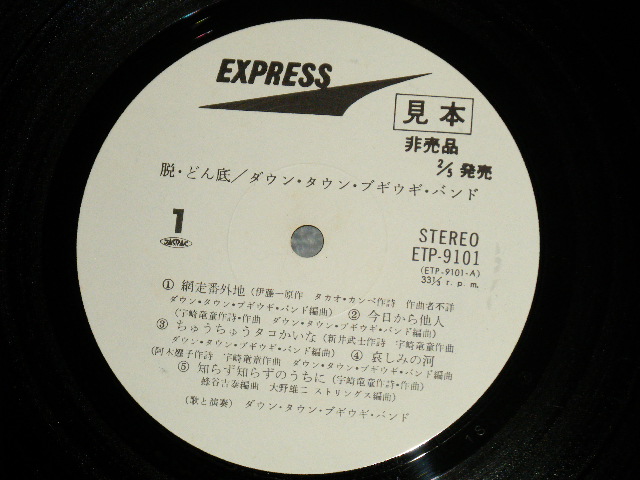 EXPRESS
見本
非売品
2/5 発売
脱・どん底/ダウン・タウン・ブギウギ・バンド
1
STEREO
ETP-9101
(ETP-9101-A)
33⅓ r. p. m.
① 網走番外地 (伊藤一原作 タカオ・カンベ作詩 作曲者不詳
ダウン・タウン・ブギウギ・バンド編曲) ② 今日から他人
(宇崎竜童作詩・作曲 ダウン・タウン・ブギウギ・バンド編曲)
③ ちゅうちゅうタコかいな (新井武士作詩 宇崎竜童作曲
ダウン・タウン・ブギウギ・バンド編曲) ④ 哀しみの河
(阿木燿子作詩 宇崎竜童作曲 ダウン・タウン・ブギウギ・バンド編曲)
⑤ 知らず知らずのうちに (宇崎竜童作詩・作曲)
蜂谷吉泰編曲 大野雄二 ストリングス編曲)
(歌と演奏) ダウン・タウン・ブギウギ・バンド
1S